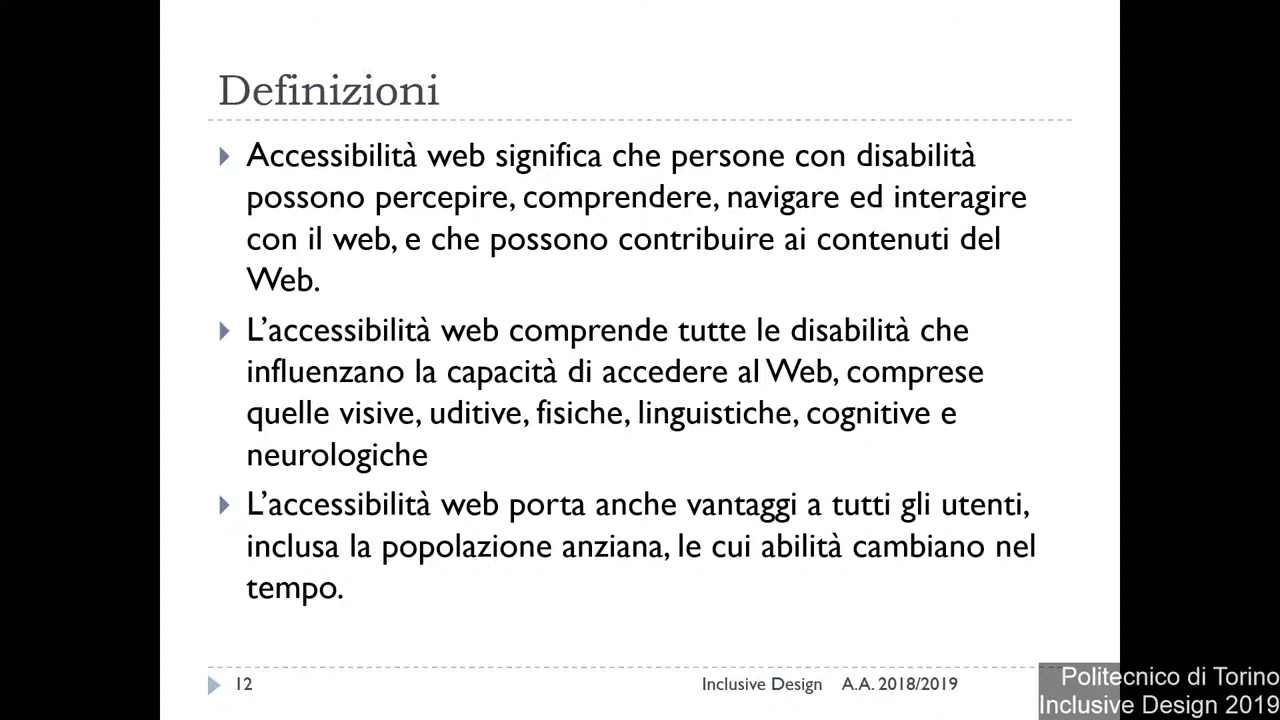 Definizioni
Accessibilità web significa che persone con disabilità
possono percepire, comprendere, navigare ed interagire
con il web, e che possono contribuire ai contenuti del
Web.
L’accessibilità web comprende tutte le disabilità che
influenzano la capacità di accedere al Web, comprese
quelle visive, uditive, fisiche, linguistiche, cognitive e
neurologiche
L’accessibilità web porta anche vantaggi a tutti gli utenti,
inclusa la popolazione anziana, le cui abilità cambiano nel
tempo.
12
Inclusive Design A.A. 2018/2019
Politecnico di Torino
Inclusive Design 2019